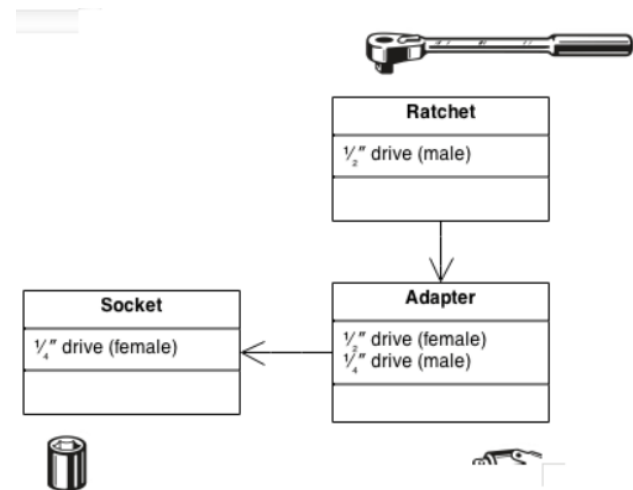 Ratchet
1/2" drive (male)
Socket
1/4" drive (female)
Adapter
1/2" drive (female)
1/4" drive (male)